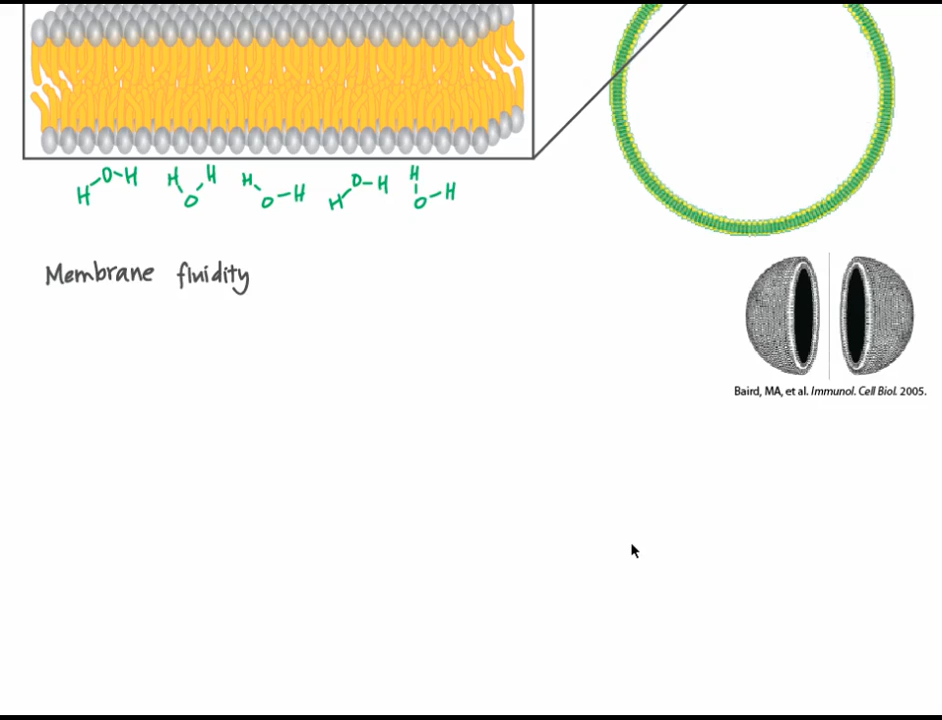 H-O-H H O H H O-H H O-H H O-H
Membrane fluidity
Baird, MA, et al. Immunol. Cell Biol. 2005.